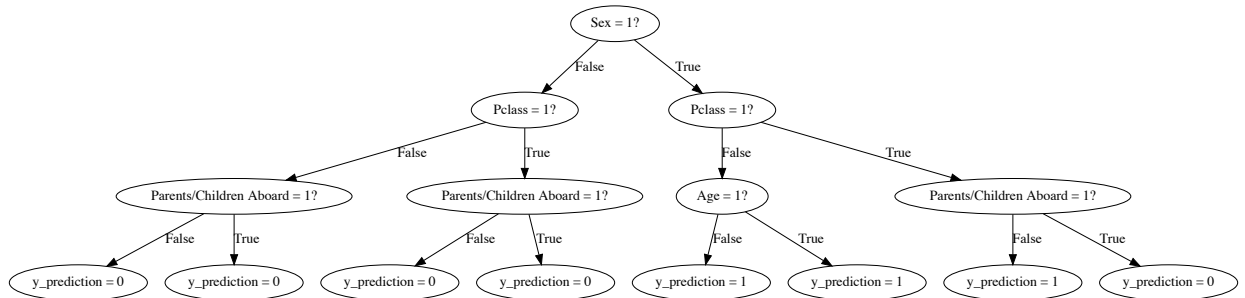 Sex = 1?
False
True
Pclass = 1?
Pclass = 1?
False
True
False
True
Parents/Children Aboard = 1?
Parents/Children Aboard = 1?
Age = 1?
Parents/Children Aboard = 1?
False
True
False
True
False
True
False
True
y_prediction = 0
y_prediction = 0
y_prediction = 0
y_prediction = 0
y_prediction = 1
y_prediction = 1
y_prediction = 1
y_prediction = 0